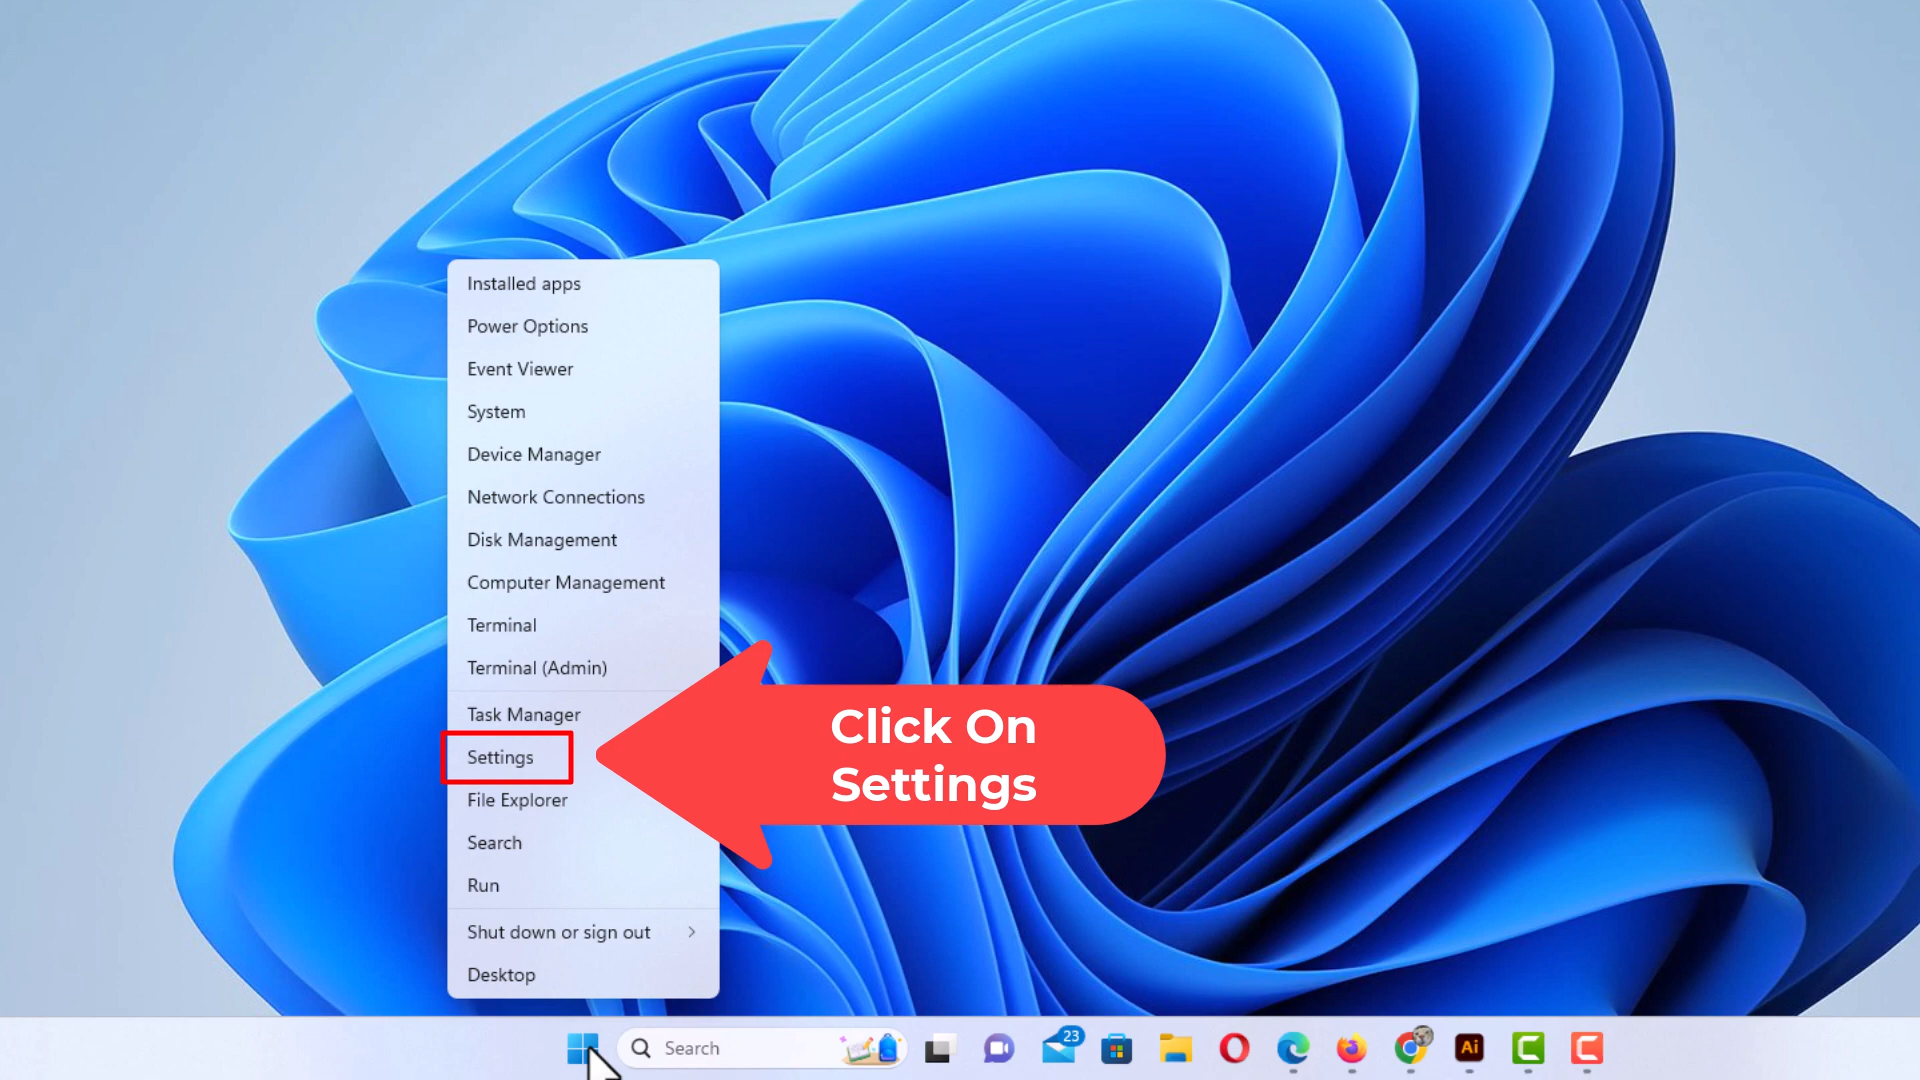 Installed apps
Power Options
Event Viewer
System
Device Manager
Network Connections
Disk Management
Computer Management
Terminal
Terminal (Admin)
Task Manager
Settings
File Explorer
Search
Run
Shut down or sign out
Desktop
Click On
Settings
Search
23
Ai